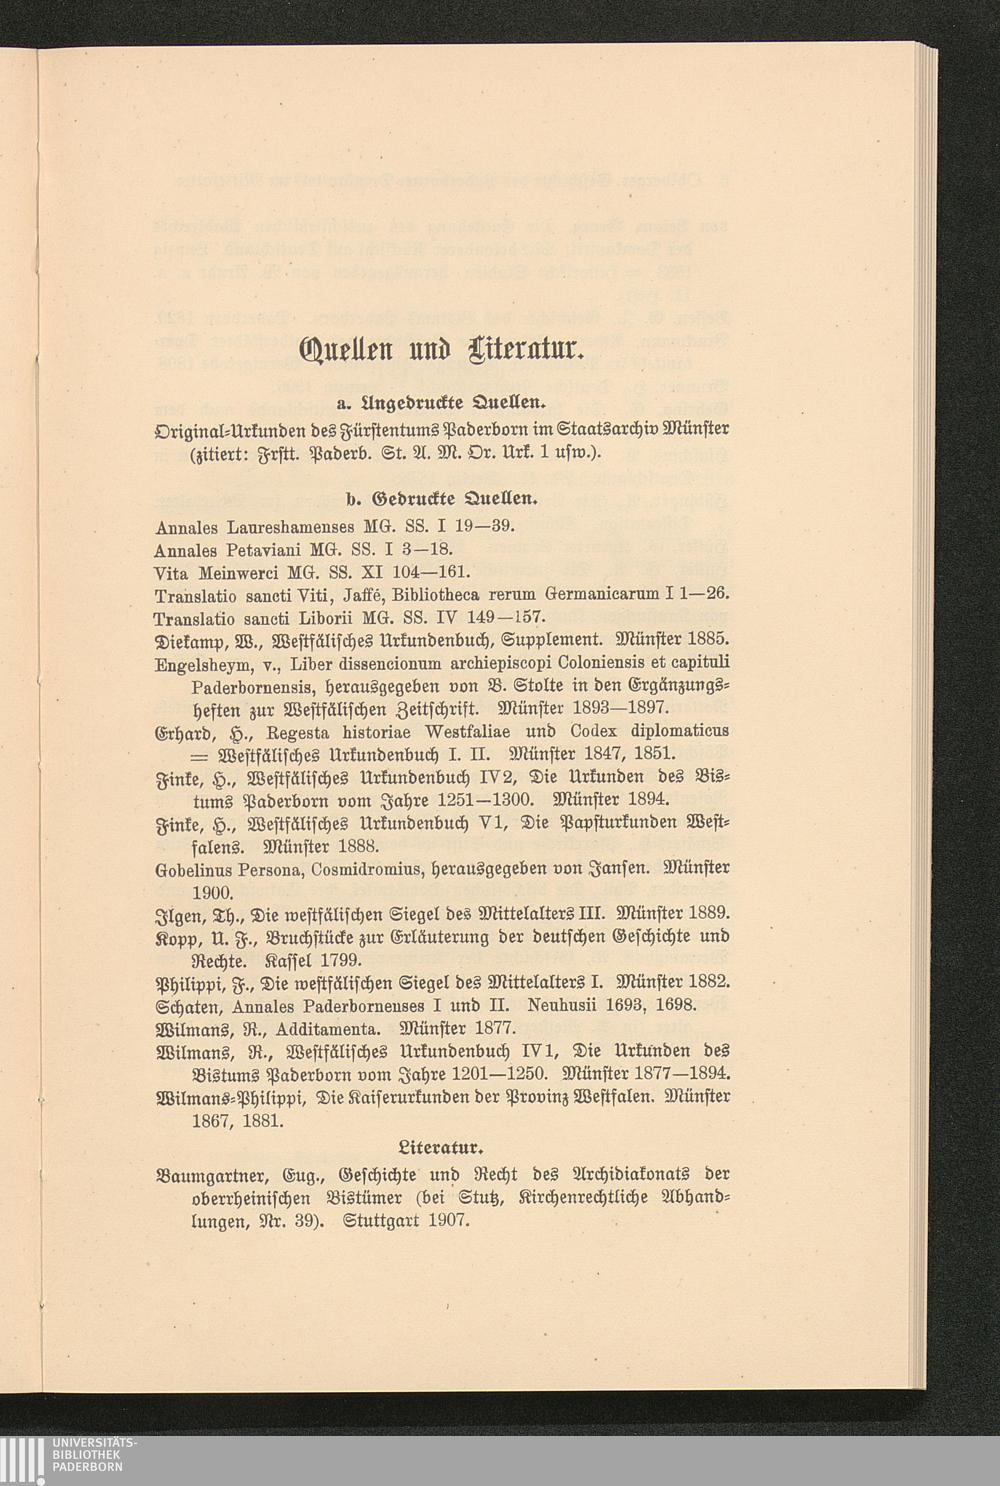 Quellen und Literatur.
a. Ungedruckte Quellen.
Original-Urkunden des Fürstentums Paderborn im Staatsarchiv Münster
(zitiert: Frstt. Paderb. St. A. M. Or. Urk. 1 usw.).
b. Gedruckte Quellen.
Annales Laureshamenses MG. SS. I 19—39.
Annales Petaviani MG. SS. I 3—18.
Vita Meinwerci MG. SS. XI 104—161.
Translatio sancti Viti, Jaffé, Bibliotheca rerum Germanicarum I 1—26.
Translatio sancti Liborii MG. SS. IV 149—157.
Diekamp, W., Westfälisches Urkundenbuch, Supplement. Münster 1885.
Engelsheym, v., Liber dissencionum archiepiscopi Coloniensis et capituli
Paderbornensis, herausgegeben von B. Stolte in den Ergänzungs-
heften zur Westfälischen Zeitschrift. Münster 1893—1897.
Erhard, H., Regesta historiae Westfaliae und Codex diplomaticus
= Westfälisches Urkundenbuch I. II. Münster 1847, 1851.
Finke, H., Westfälisches Urkundenbuch IV 2, Die Urkunden des Bis-
tums Paderborn vom Jahre 1251—1300. Münster 1894.
Finke, H., Westfälisches Urkundenbuch V 1, Die Papsturkunden West-
falens. Münster 1888.
Gobelinus Persona, Cosmidromius, herausgegeben von Jansen. Münster
1900.
Ilgen, Th., Die westfälischen Siegel des Mittelalters III. Münster 1889.
Kopp, U. F., Bruchstücke zur Erläuterung der deutschen Geschichte und
Rechte. Kassel 1799.
Philippi, F., Die westfälischen Siegel des Mittelalters I. Münster 1882.
Schaten, Annales Paderbornenses I und II. Neuhusii 1693, 1698.
Wilmans, R., Additamenta. Münster 1877.
Wilmans, R., Westfälisches Urkundenbuch IV 1, Die Urkunden des
Bistums Paderborn vom Jahre 1201—1250. Münster 1877—1894.
Wilmans-Philippi, Die Kaiserurkunden der Provinz Westfalen. Münster
1867, 1881.
Literatur.
Baumgartner, Eug., Geschichte und Recht des Archidiakonats der
oberrheinischen Bistümer (bei Stutz, Kirchenrechtliche Abhand-
lungen, Nr. 39). Stuttgart 1907.
UNIVERSITÄTS-
BIBLIOTHEK
PADERBORN